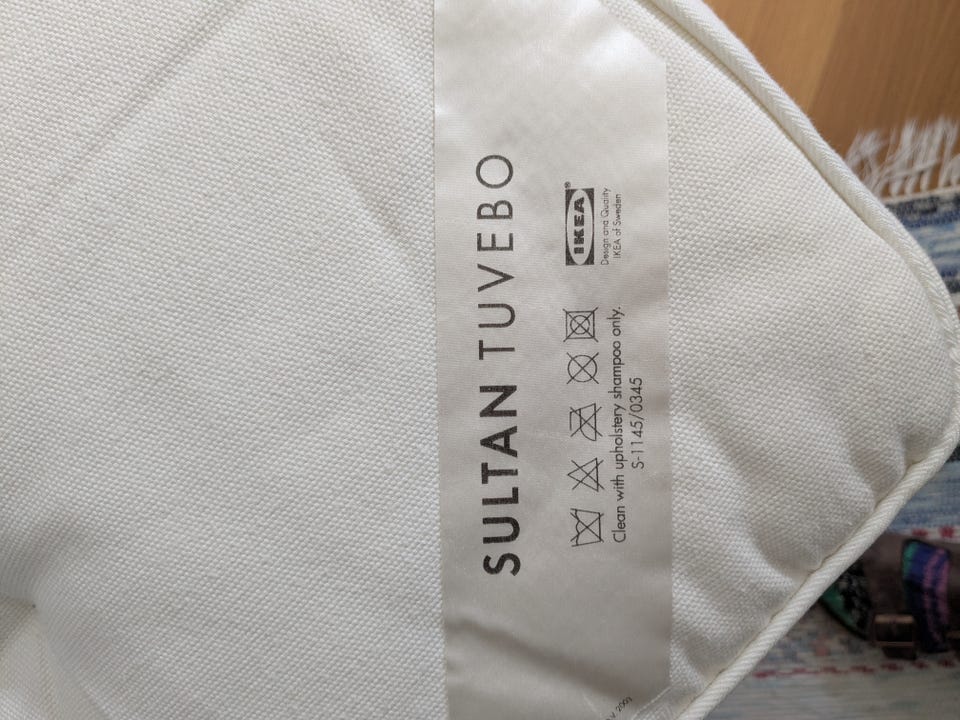 SULTAN TUVEBO
IKEA®
Design and Quality
IKEA of Sweden
Clean with upholstery shampoo only.
S-1145/0345